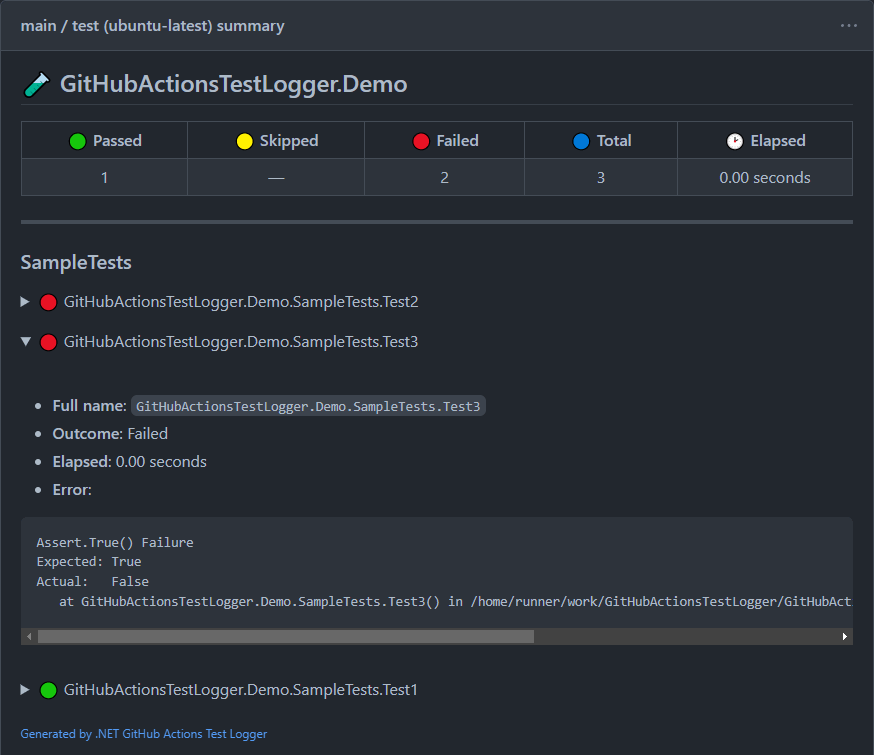 main / test (ubuntu-latest) summary
GitHubActionsTestLogger.Demo
Passed Skipped Failed Total Elapsed
1 — 2 3 0.00 seconds
SampleTests
GitHubActionsTestLogger.Demo.SampleTests.Test2
GitHubActionsTestLogger.Demo.SampleTests.Test3
Full name: GitHubActionsTestLogger.Demo.SampleTests.Test3
Outcome: Failed
Elapsed: 0.00 seconds
Error:
Assert.True() Failure
Expected: True
Actual:   False
   at GitHubActionsTestLogger.Demo.SampleTests.Test3() in /home/runner/work/GitHubActionsTestLogger/GitHubAct
GitHubActionsTestLogger.Demo.SampleTests.Test1
Generated by .NET GitHub Actions Test Logger